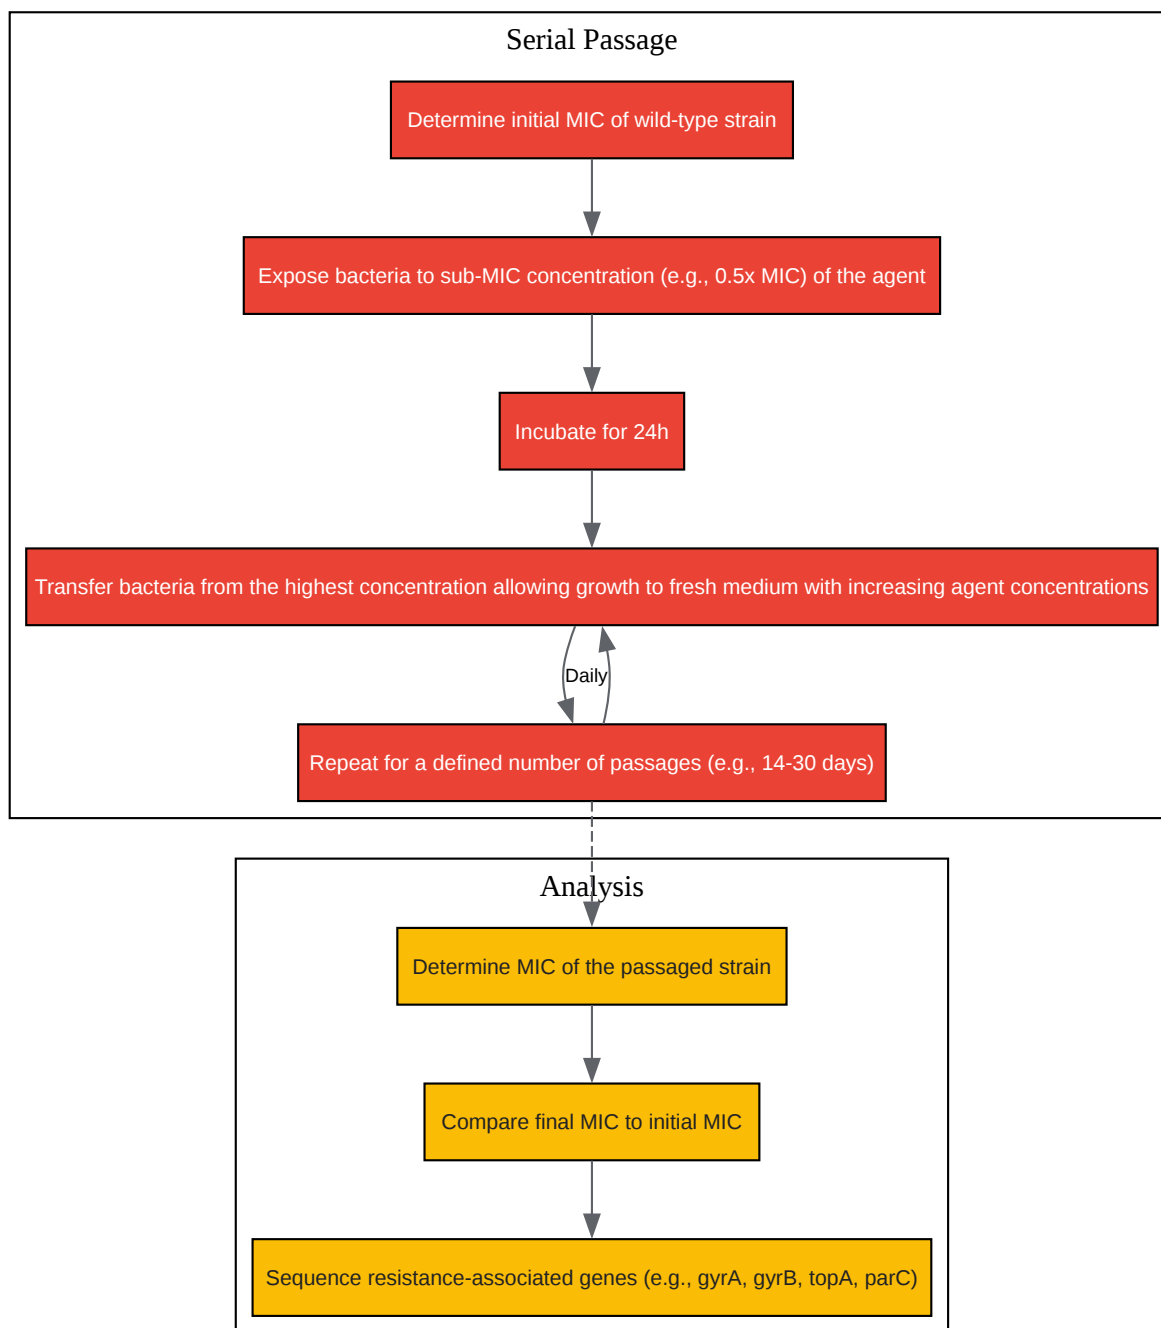 Serial Passage
Determine initial MIC of wild-type strain
Expose bacteria to sub-MIC concentration (e.g., 0.5x MIC) of the agent
Incubate for 24h
Transfer bacteria from the highest concentration allowing growth to fresh medium with increasing agent concentrations
Daily
Repeat for a defined number of passages (e.g., 14-30 days)
Analysis
Determine MIC of the passaged strain
Compare final MIC to initial MIC
Sequence resistance-associated genes (e.g., gyrA, gyrB, topA, parC)